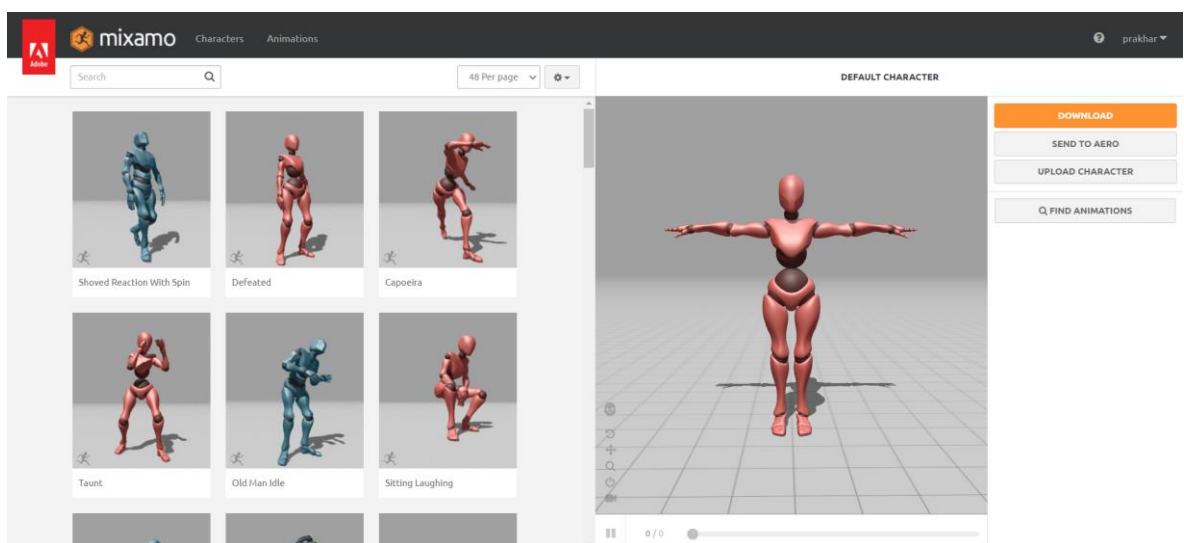 Adobe
mixamo
Characters Animations
prakhar
Search
48 Per page
DEFAULT CHARACTER
DOWNLOAD
SEND TO AERO
UPLOAD CHARACTER
FIND ANIMATIONS
Shoved Reaction With Spin
Defeated
Capoeira
Taunt
Old Man Idle
Sitting Laughing
0 / 0